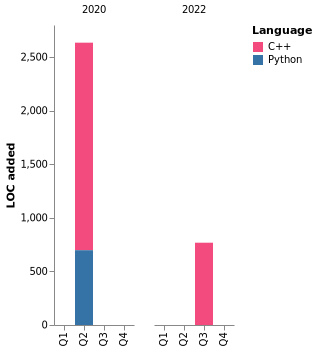 2020 2022
Language
C++
Python
LOC added
2,500
2,000
1,500
1,000
500
0
Q1 Q2 Q3 Q4 Q1 Q2 Q3 Q4